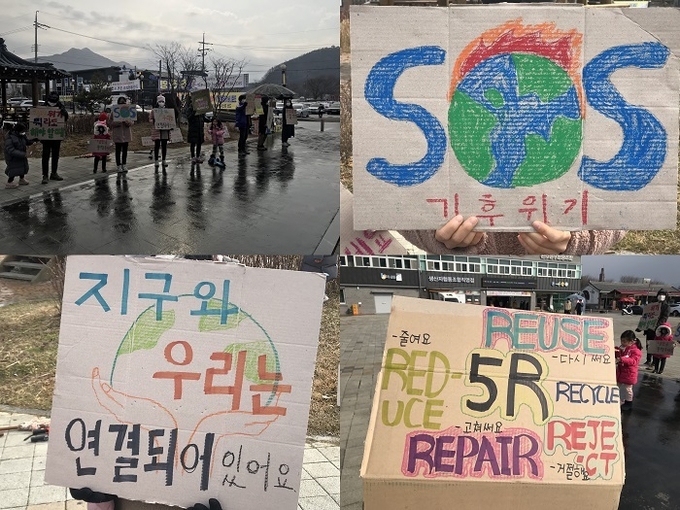 SOS
SOS
기후위기
지구와
우리는
연결되어 있어요
줄여요
REUSE
-다시써요
RED-
UCE
5R
RECYCLE
-고쳐써요
REPAIR
REJE
CT
-거절해요